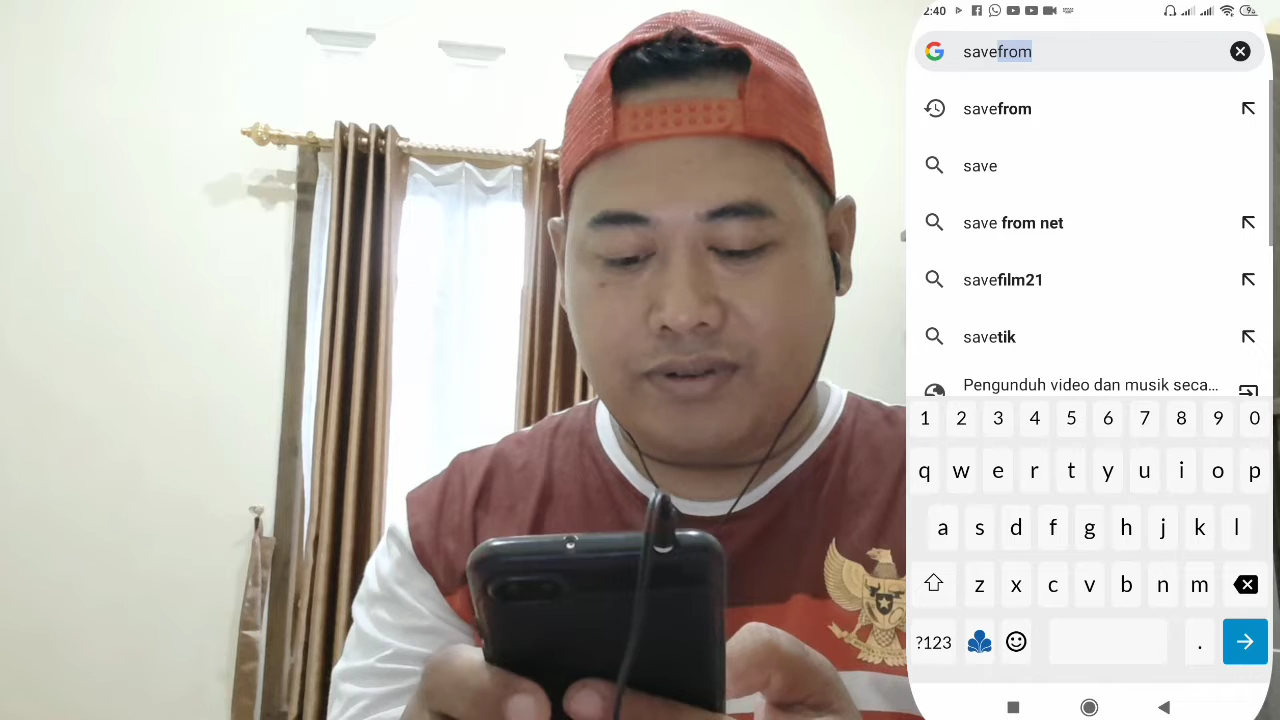 2:40
savefrom
savefrom
save
save from net
savefilm21
savetik
Pengunduh video dan musik seca...
1 2 3 4 5 6 7 8 9 0
q w e r t y u i o p
a s d f g h j k l
z x c v b n m
?123 .